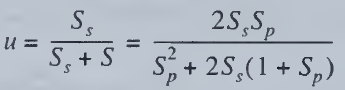 u = S_s / (S_s + S) = 2S_sS_p / (S_p^2 + 2S_s(1 + S_p))